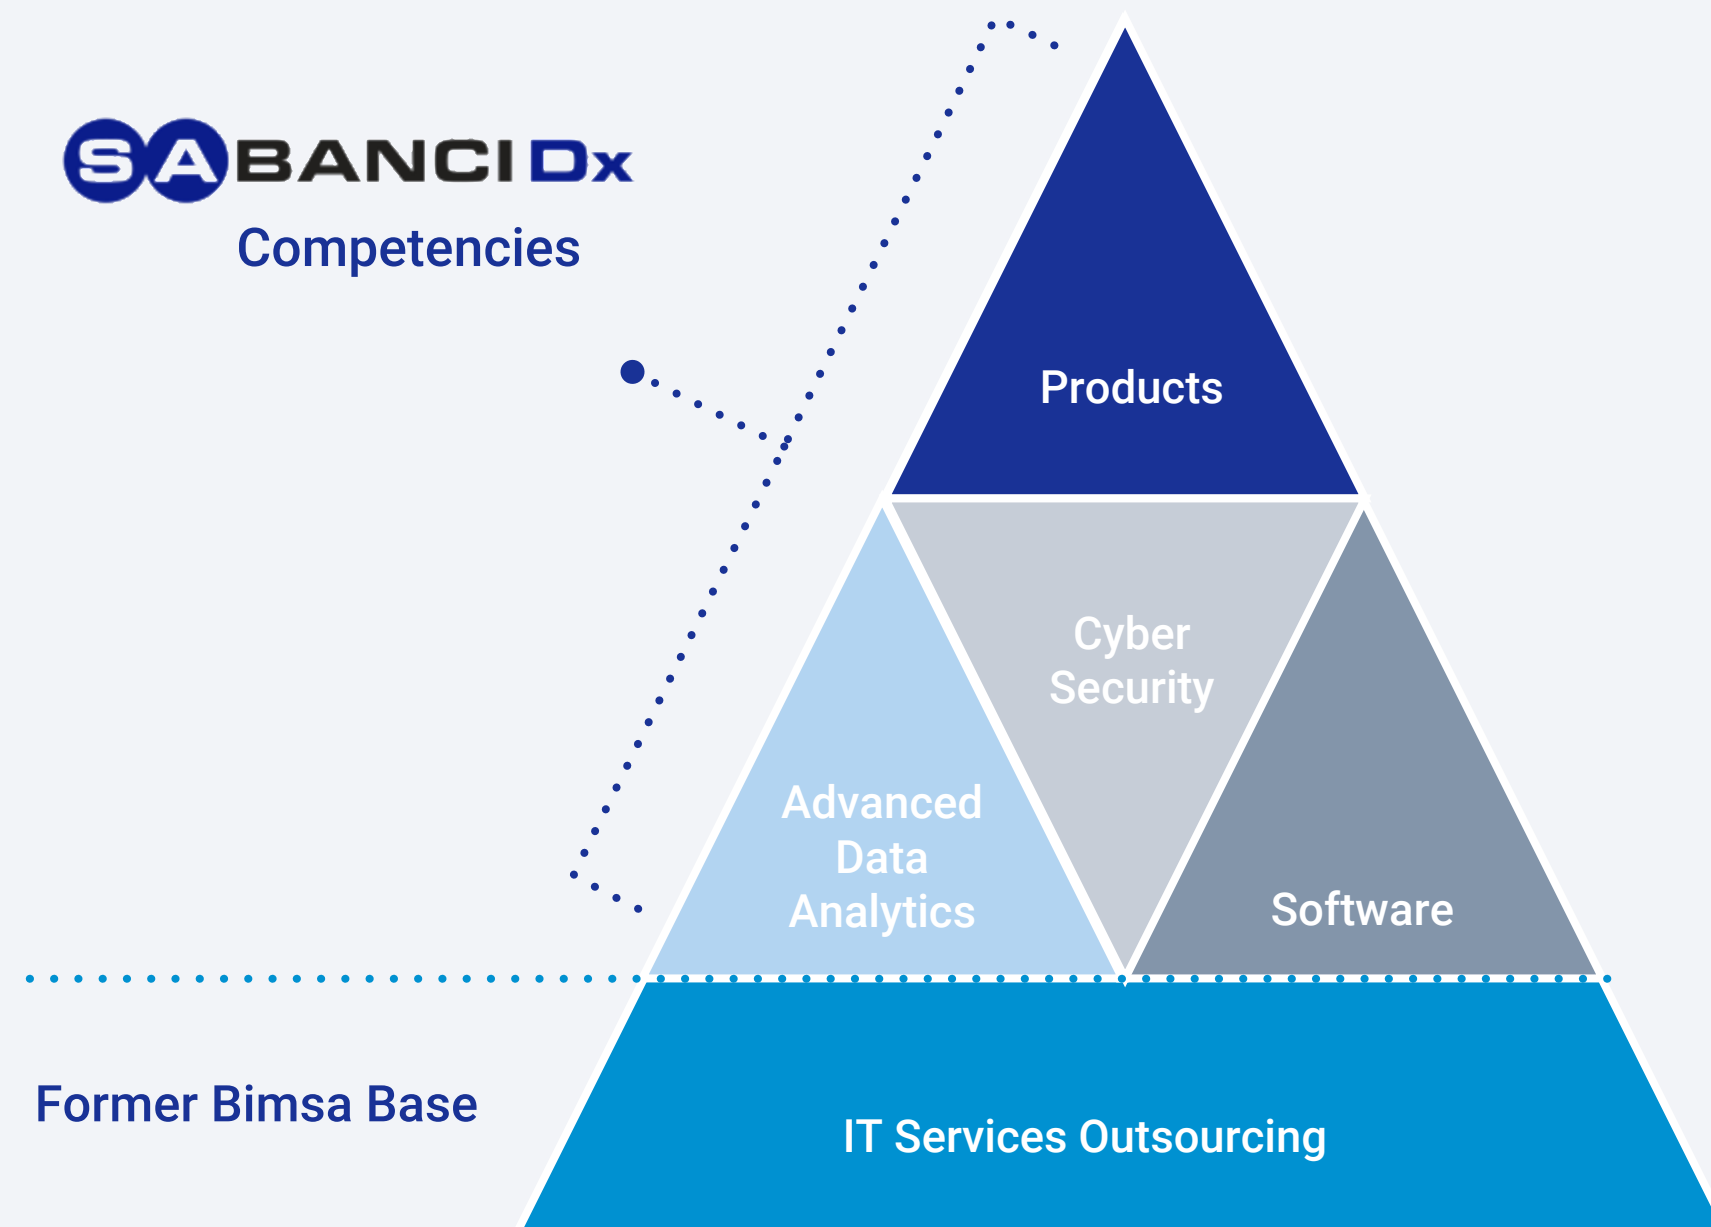 SABANCI Dx
Competencies
Products
Cyber
Security
Advanced
Data
Analytics
Software
Former Bimsa Base
IT Services Outsourcing